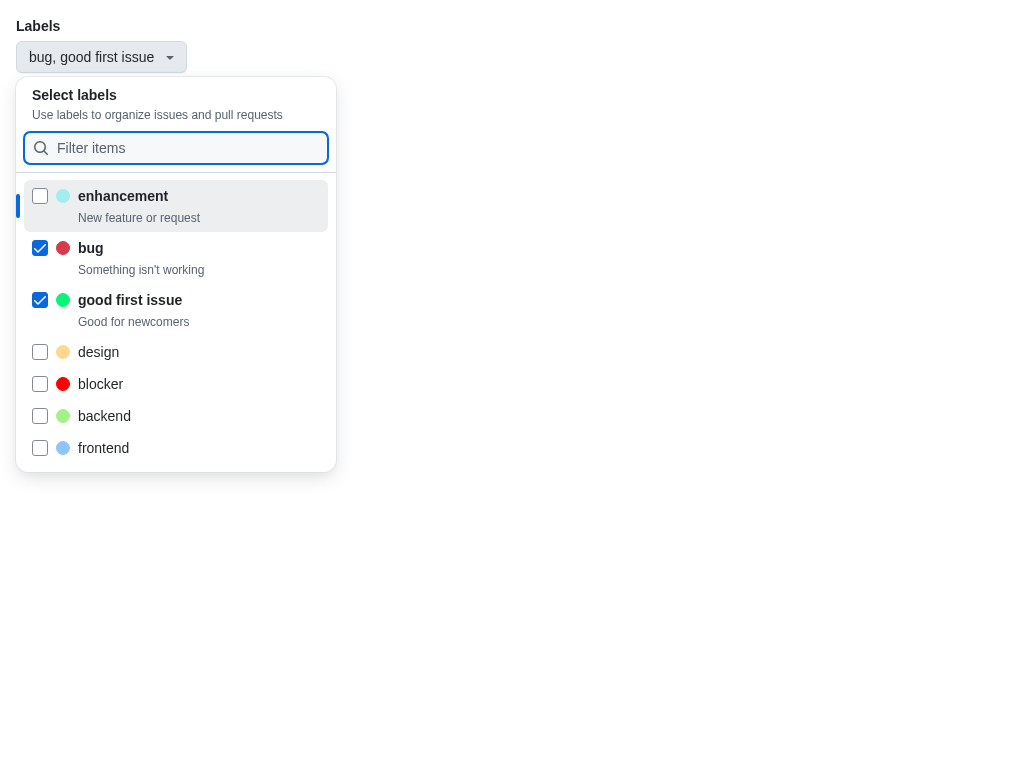 Labels
bug, good first issue
Select labels
Use labels to organize issues and pull requests
Filter items
enhancement
New feature or request
bug
Something isn't working
good first issue
Good for newcomers
design
blocker
backend
frontend